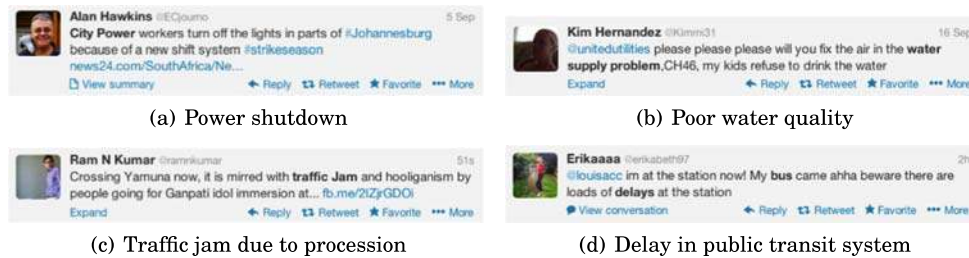 Alan Hawkins @ECjourno 5 Sep
City Power workers turn off the lights in parts of #Johannesburg
because of a new shift system #strikeseason
news24.com/SouthAfrica/Ne...
View summary Reply Retweet Favorite More
(a) Power shutdown
Kim Hernandez @Kimmi31 16 Sep
@unitedutilities please please please will you fix the air in the water
supply problem,CH46, my kids refuse to drink the water
Expand Reply Retweet Favorite More
(b) Poor water quality
Ram N Kumar @ramnkumar 51s
Crossing Yamuna now, it is mirred with traffic Jam and hooliganism by
people going for Ganpati idol immersion at... fb.me/2lZjrGDOi
Expand Reply Retweet Favorite More
(c) Traffic jam due to procession
Erikaaaa @erikabeth97 2h
@louisacc im at the station now! My bus came ahha beware there are
loads of delays at the station
View conversation Reply Retweet Favorite More
(d) Delay in public transit system